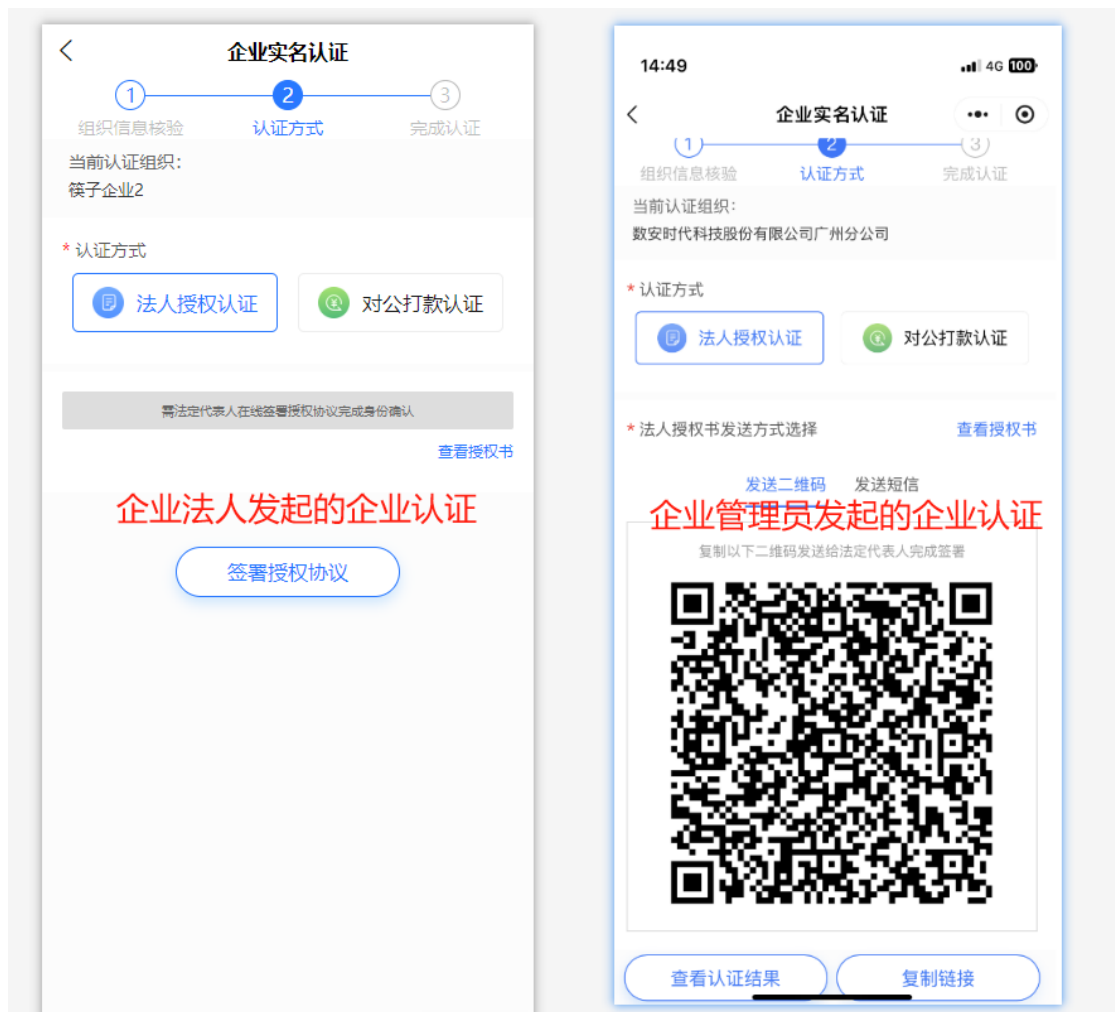 企业实名认证
1
2
3
组织信息核验
认证方式
完成认证
当前认证组织：
筷子企业2
* 认证方式
法人授权认证
对公打款认证
需法定代表人在线签署授权协议完成身份确认
查看授权书
企业法人发起的企业认证
签署授权协议
14:49
4G 100
企业实名认证
1
2
3
组织信息核验
认证方式
完成认证
当前认证组织：
数安时代科技股份有限公司广州分公司
* 认证方式
法人授权认证
对公打款认证
* 法人授权书发送方式选择
查看授权书
发送二维码
发送短信
企业管理员发起的企业认证
复制以下二维码发送给法定代表人完成签署
查看认证结果
复制链接